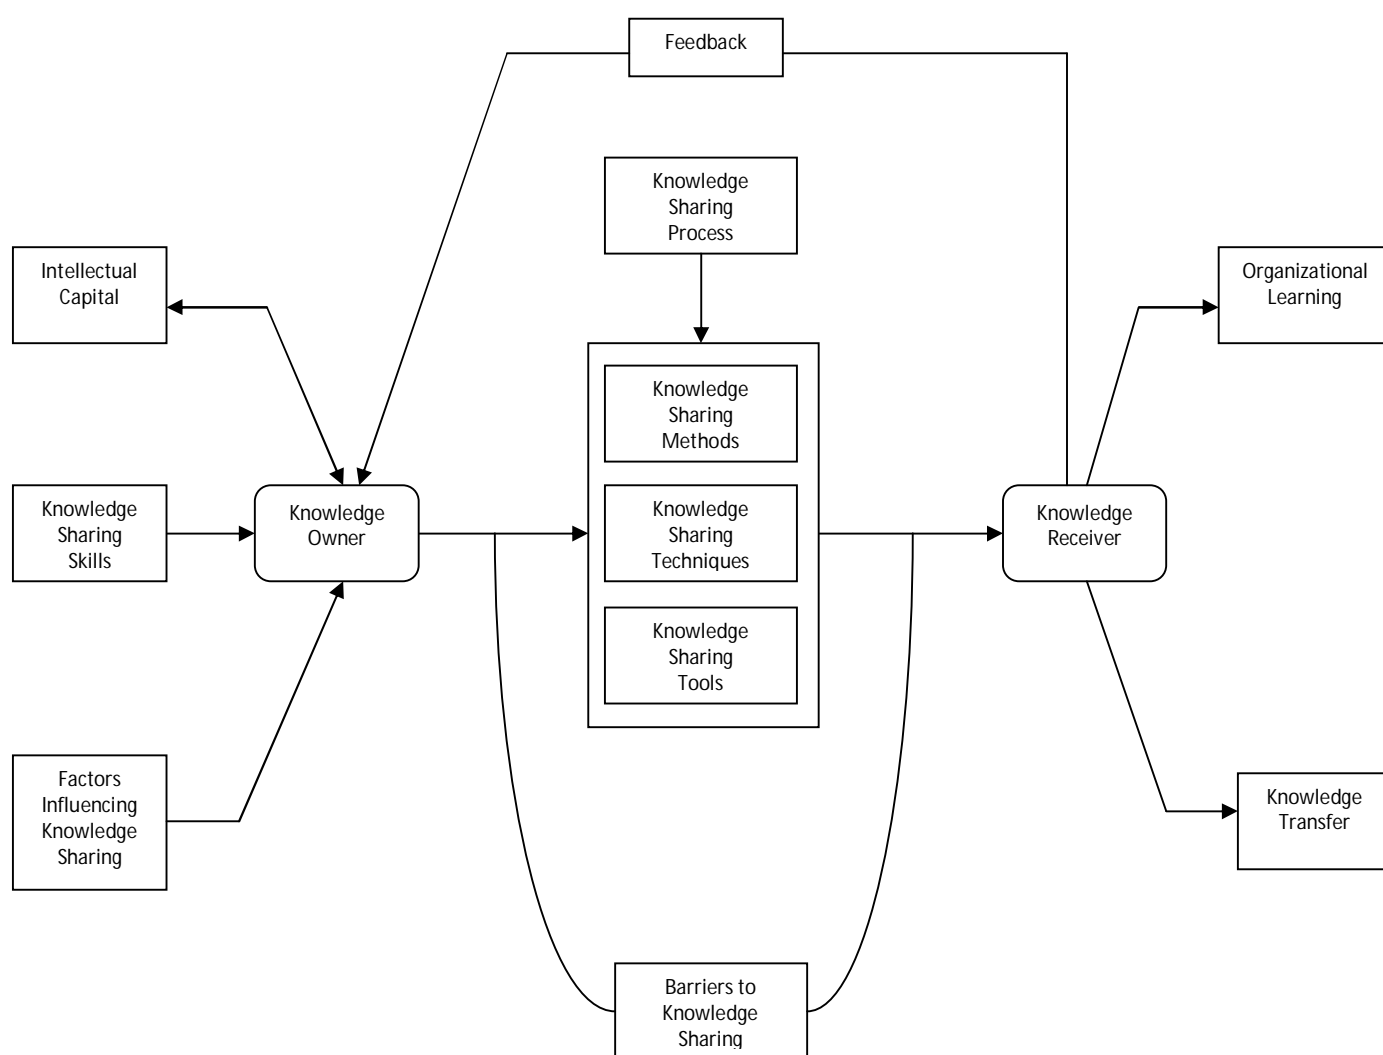 Feedback
Knowledge
Sharing
Process
Intellectual
Capital
Organizational
Learning
Knowledge
Sharing
Methods
Knowledge
Sharing
Skills
Knowledge
Owner
Knowledge
Sharing
Techniques
Knowledge
Receiver
Knowledge
Sharing
Tools
Factors
Influencing
Knowledge
Sharing
Knowledge
Transfer
Barriers to
Knowledge
Sharing